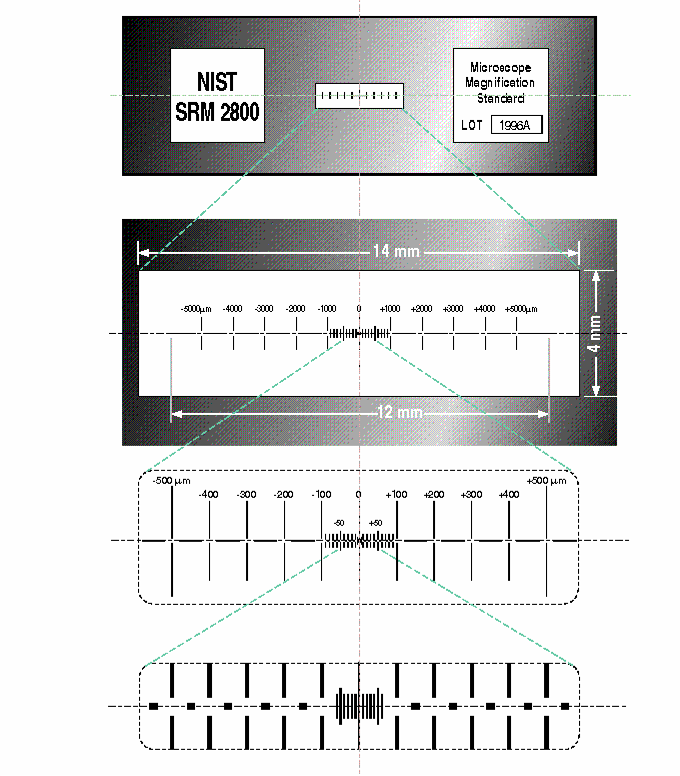 NIST
SRM 2800
Microscope
Magnification
Standard
LOT 1996A
14 mm
-5000µm -4000 -3000 -2000 -1000 0 +1000 +2000 +3000 +4000 +5000µm
4 mm
12 mm
-500 µm +500 µm
-400 -300 -200 -100 0 +100 +200 +300 +400
-50 +50